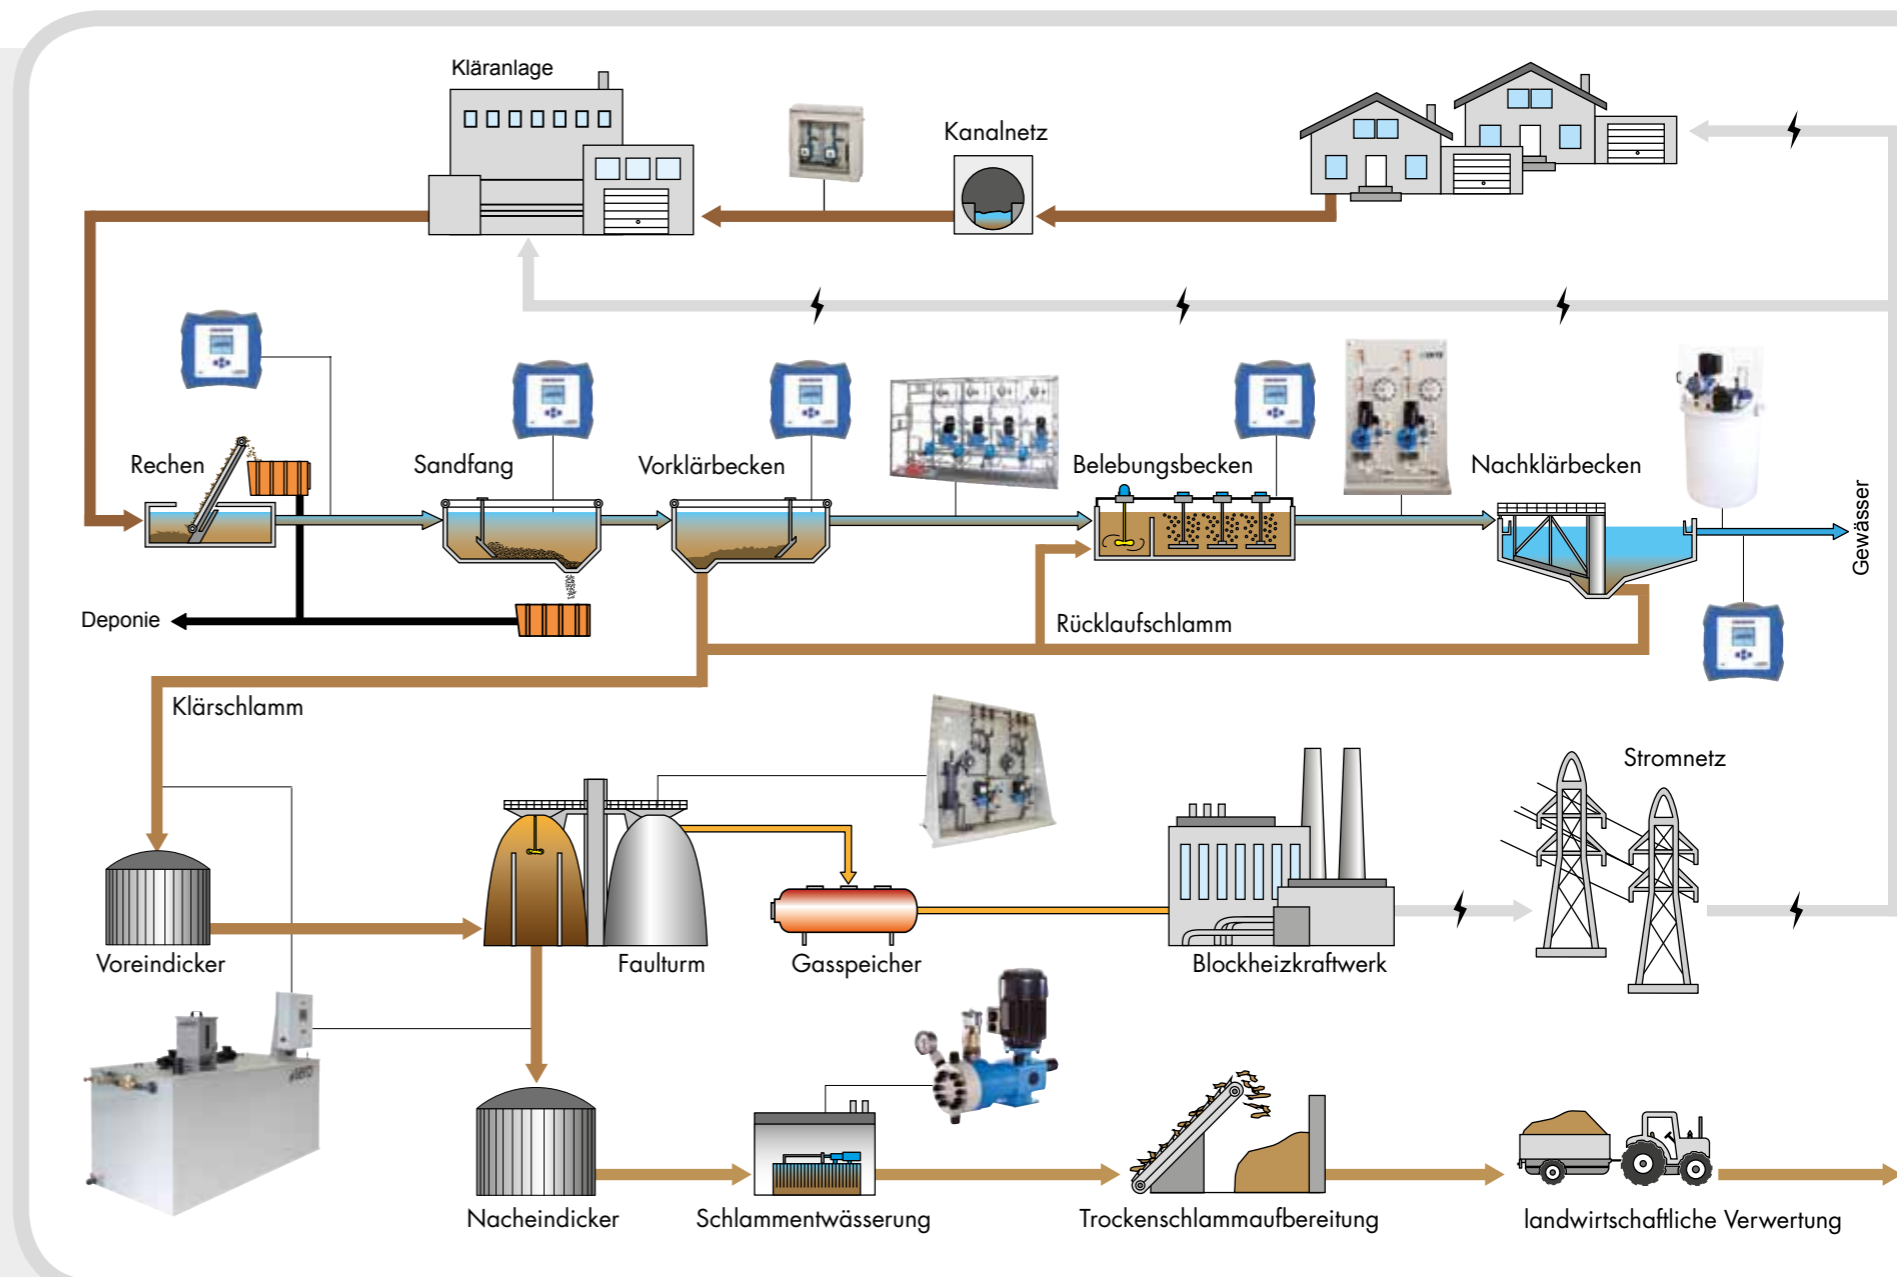 Kläranlage
Kanalnetz
Rechen
Sandfang
Vorklärbecken
Belebungsbecken
Nachklärbecken
Gewässer
Deponie
Rücklaufschlamm
Klärschlamm
Stromnetz
Voreindicker
Faulturm
Gasspeicher
Blockheizkraftwerk
Nacheindicker
Schlammentwässerung
Trockenschlammaufbereitung
landwirtschaftliche Verwertung